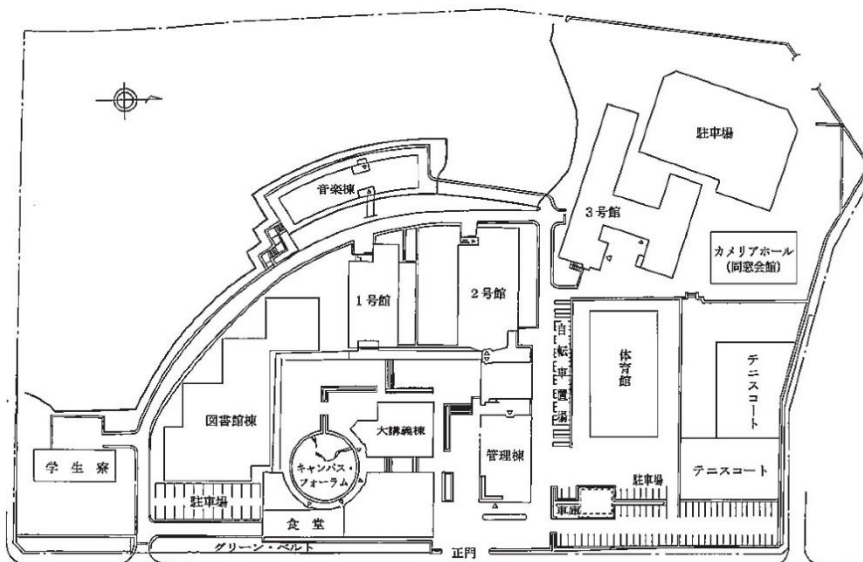 駐車場
音楽棟
3号館
カメリアホール
(同窓会館)
1号館
2号館
自転車置場
体育館
テニスコート
図書館棟
大講義棟
キャンパス・
フォーラム
管理棟
学生寮
駐車場
駐車場
テニスコート
車庫
食堂
グリーン・ベルト
正門